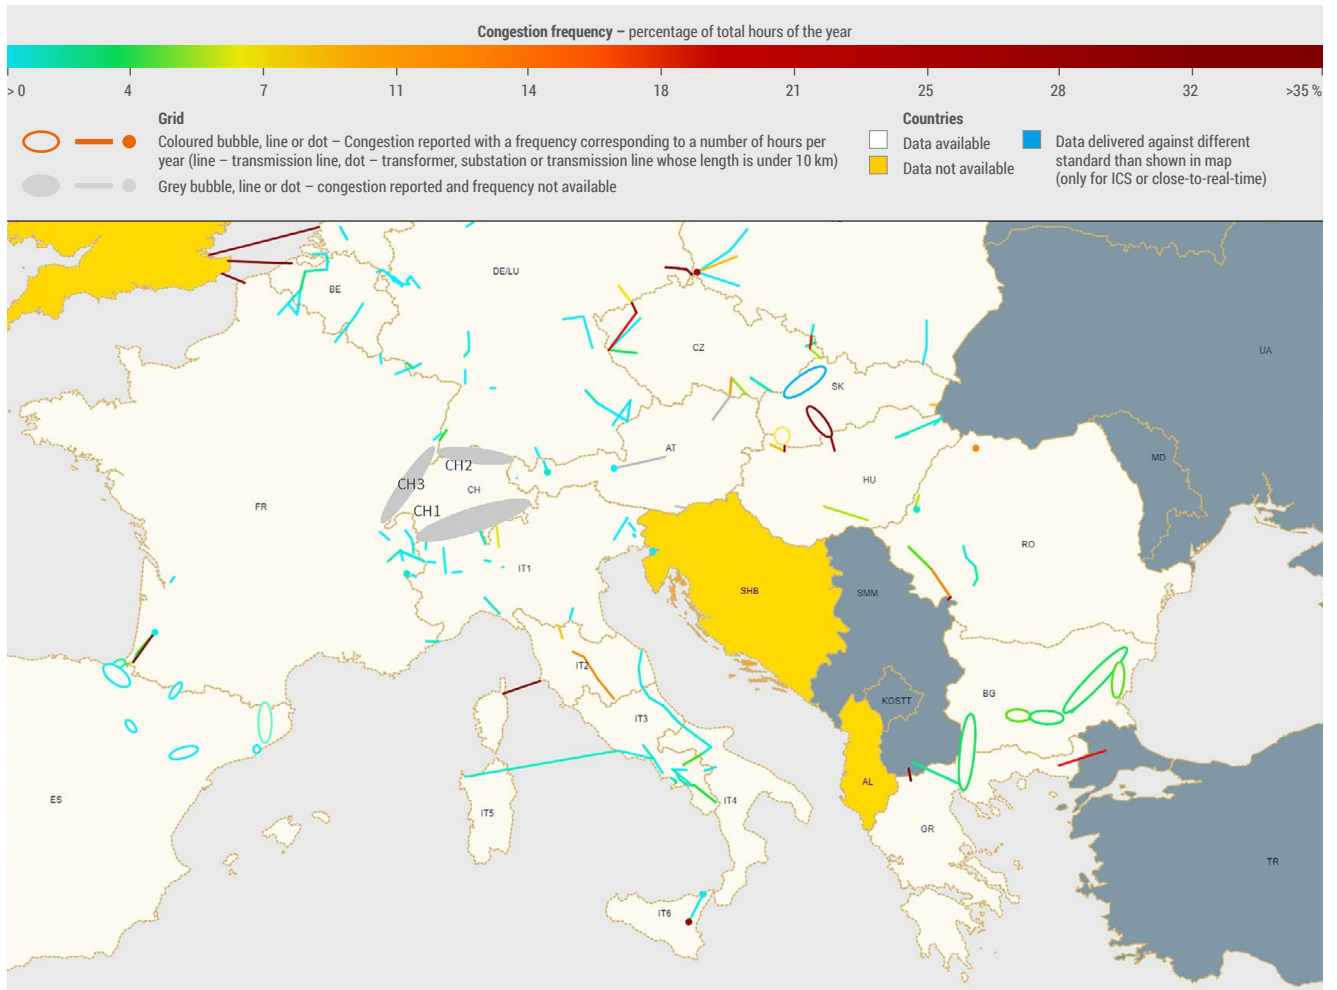 Congestion frequency – percentage of total hours of the year
> 0 4 7 11 14 18 21 25 28 32 >35 %
Grid
Coloured bubble, line or dot – Congestion reported with a frequency corresponding to a number of hours per
year (line – transmission line, dot – transformer, substation or transmission line whose length is under 10 km)
Grey bubble, line or dot – congestion reported and frequency not available
Countries
Data available
Data not available
Data delivered against different
standard than shown in map
(only for ICS or close-to-real-time)
DE/LU
BE
CZ
UA
SK
AT
MD
CH2
CH3
CH
HU
CH1
FR
RO
IT1
SHB
SMM
IT2
BG
KOSTT
IT3
ES
AL
IT5
IT4
GR
TR
IT6